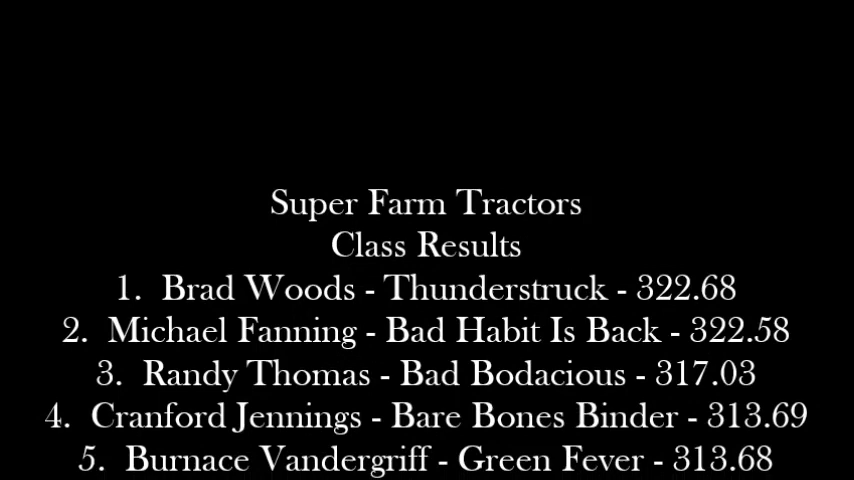 Super Farm Tractors
Class Results
1. Brad Woods - Thunderstruck - 322.68
2. Michael Fanning - Bad Habit Is Back - 322.58
3. Randy Thomas - Bad Bodacious - 317.03
4. Cranford Jennings - Bare Bones Binder - 313.69
5. Burnace Vandergriff - Green Fever - 313.68